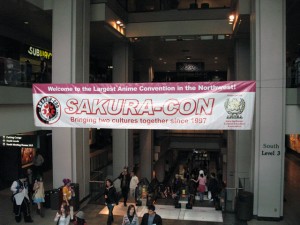 SUBWAY
Welcome to the Largest Anime Convention in the Northwest!
SAKURA-CON
Bringing two cultures together since 1997
South
Level 2